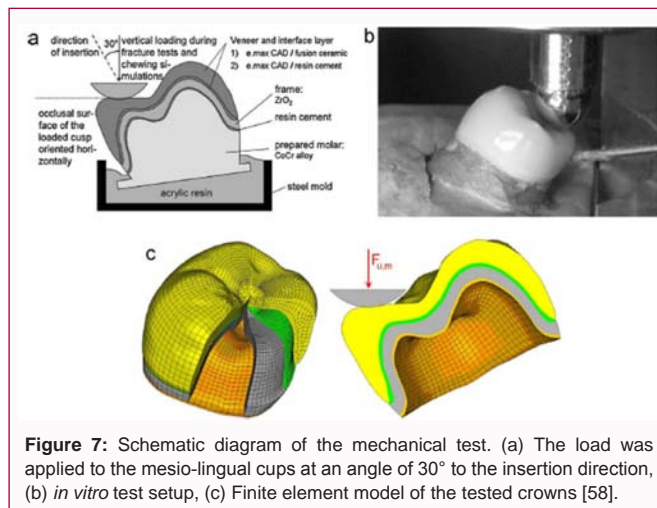 a
direction
of insertion
30°
vertical loading during
fracture tests and
chewing si-
mulations
Veneer and interface layer
1) e.max CAD / fusion ceramic
2) e.max CAD / resin cement
frame:
ZrO2
resin cement
occlusal sur-
face of the
loaded cusp
oriented hori-
zontally
prepared molar:
CoCr alloy
steel mold
acrylic resin
b
c
Fu,m
Figure 7: Schematic diagram of the mechanical test. (a) The load was
applied to the mesio-lingual cups at an angle of 30° to the insertion direction,
(b) in vitro test setup, (c) Finite element model of the tested crowns [58].